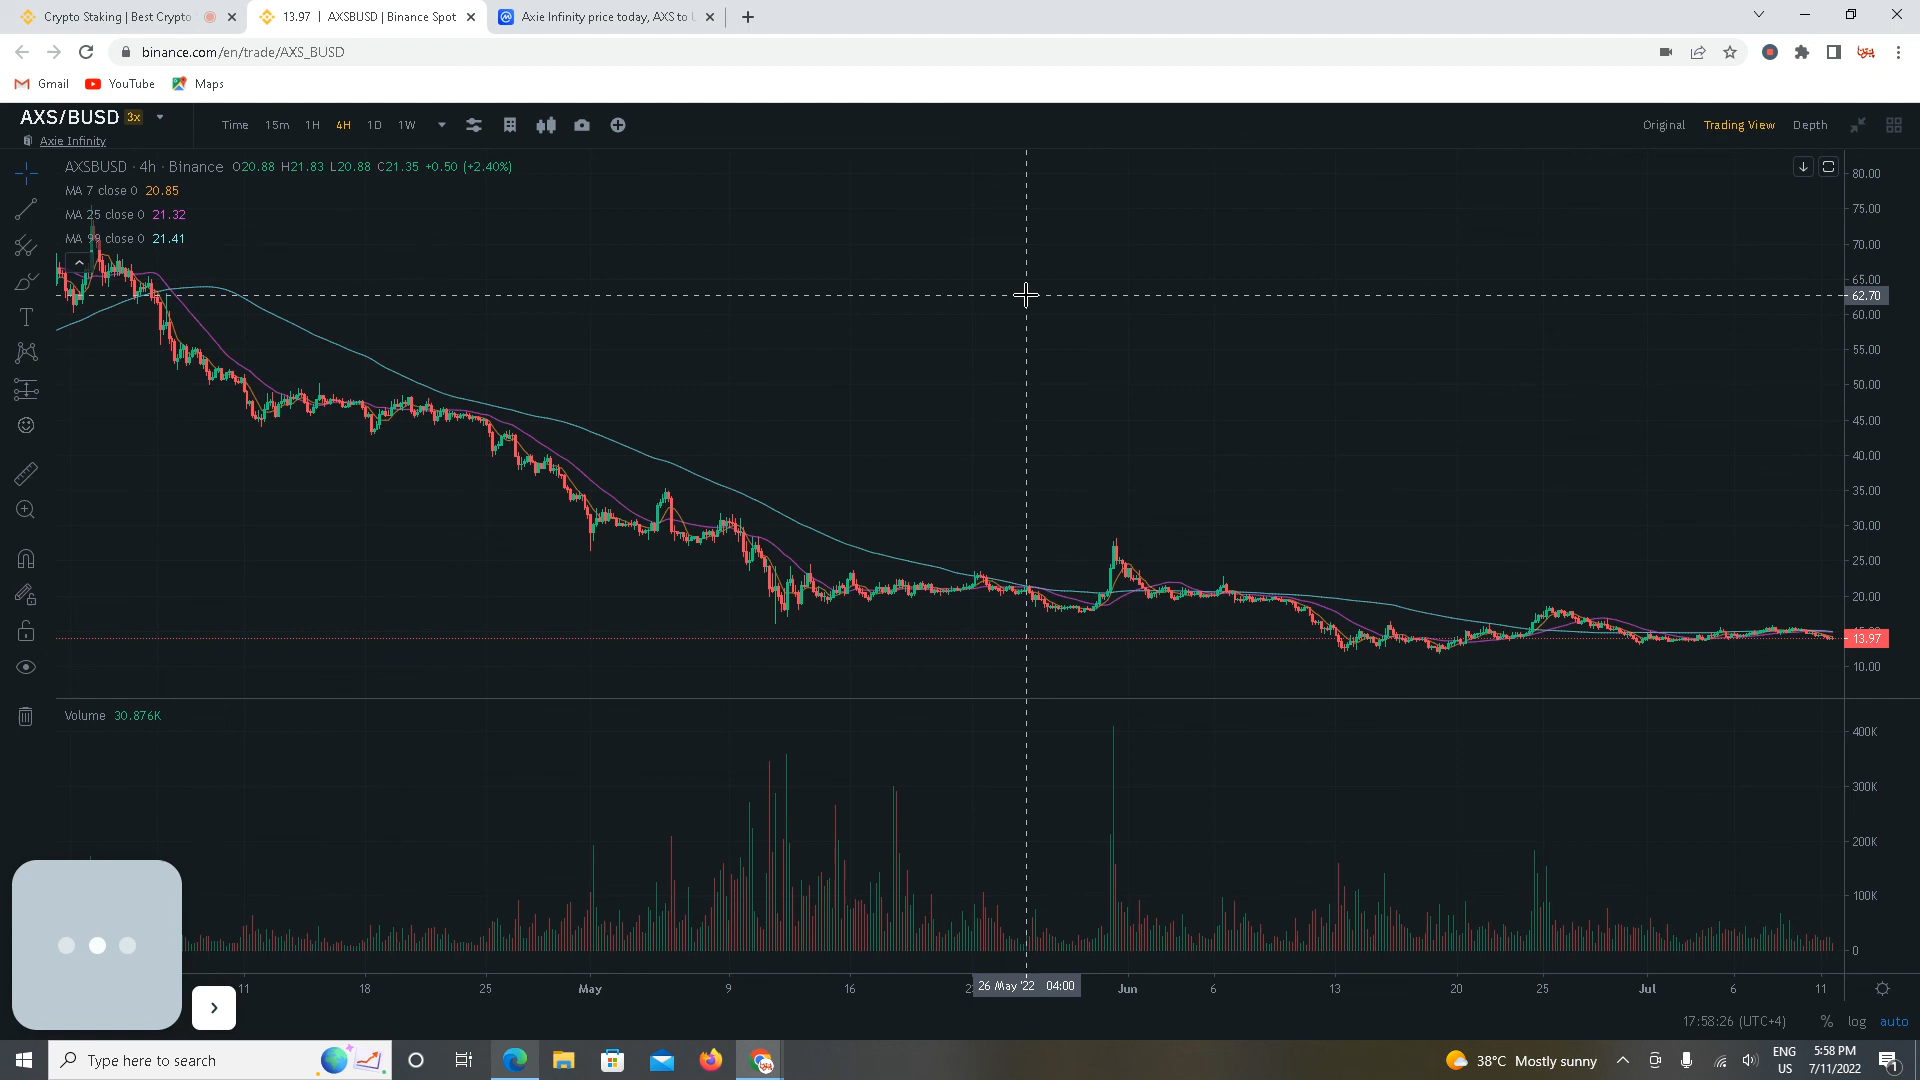 Crypto Staking | Best Crypto
13.97 | AXSBUSD | Binance Spot
Axie Infinity price today, AXS to
binance.com/en/trade/AXS_BUSD
Gmail
YouTube
Maps
AXS/BUSD 3x
Axie Infinity
Time 15m 1H 4H 1D 1W
Original Trading View Depth
AXSBUSD · 4h · Binance O20.88 H21.83 L20.88 C21.35 +0.50 (+2.40%)
MA 7 close 0 20.85
MA 25 close 0 21.32
MA 99 close 0 21.41
80.00
75.00
70.00
65.00
62.70
60.00
55.00
50.00
45.00
40.00
35.00
30.00
25.00
20.00
13.97
10.00
Volume 30.876K
400K
300K
200K
100K
0
11 18 25 May 9 16 26 May '22 04:00 Jun 6 13 20 25 Jul 6 11
17:58:26 (UTC+4) % log auto
Type here to search
38°C Mostly sunny
ENG
US
5:58 PM
7/11/2022
1